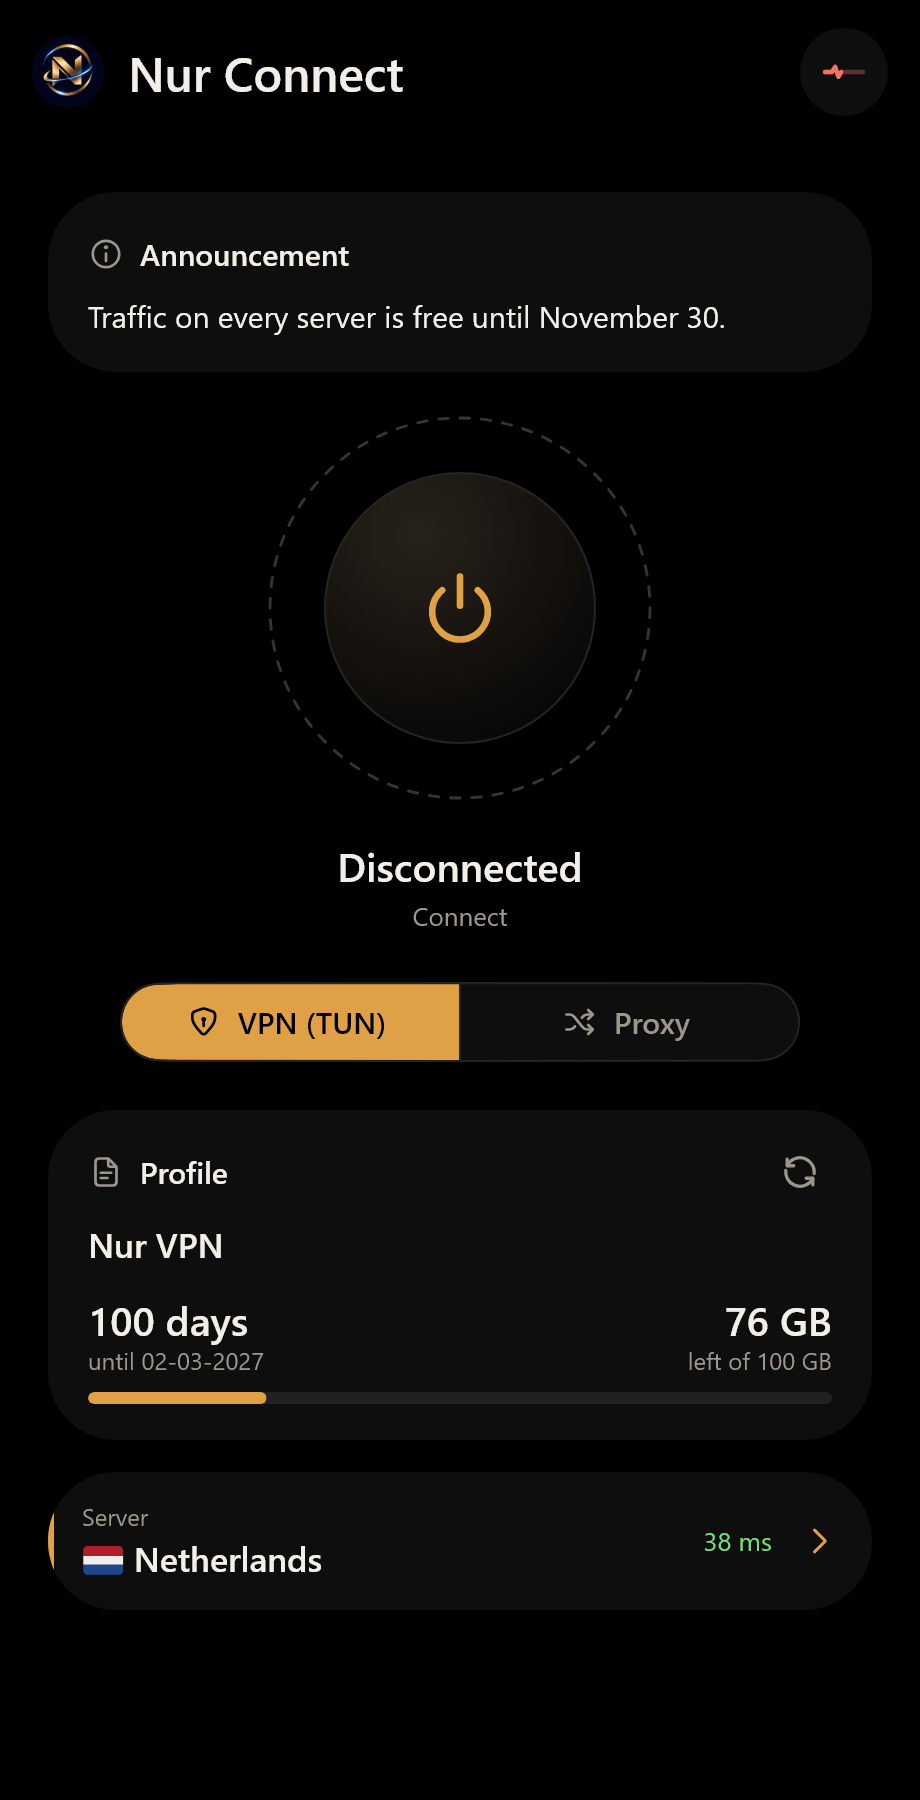 Nur Connect
Announcement
Traffic on every server is free until November 30.
Disconnected
Connect
VPN (TUN)
Proxy
Profile
Nur VPN
100 days
76 GB
until 02-03-2027
left of 100 GB
Server
Netherlands
38 ms